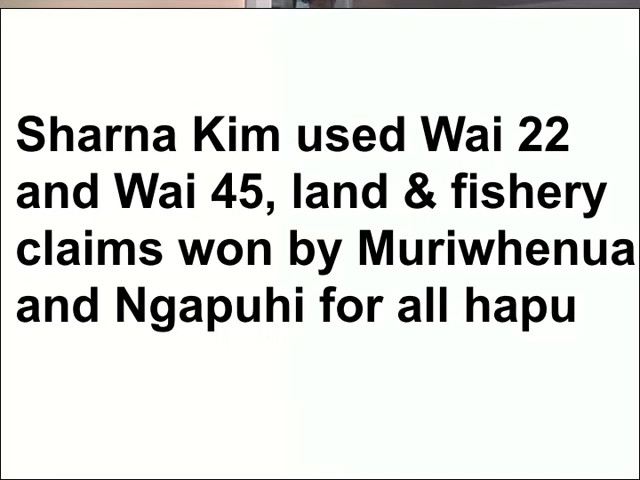 Sharna Kim used Wai 22
and Wai 45, land & fishery
claims won by Muriwhenua
and Ngapuhi for all hapu